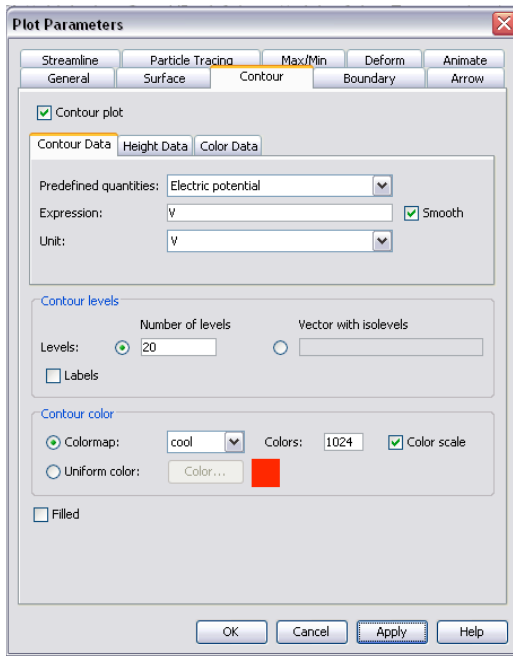 Plot Parameters
Streamline Particle Tracing Max/Min Deform Animate
General Surface Contour Boundary Arrow
Contour plot
Contour Data Height Data Color Data
Predefined quantities: Electric potential
Expression: V Smooth
Unit: V
Contour levels
Number of levels Vector with isolevels
Levels: 20
Labels
Contour color
Colormap: cool Colors: 1024 Color scale
Uniform color: Color...
Filled
OK Cancel Apply Help